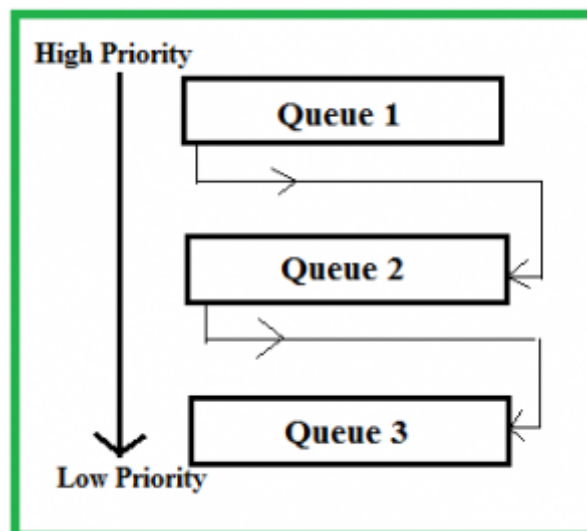 High Priority
Queue 1
Queue 2
Queue 3
Low Priority